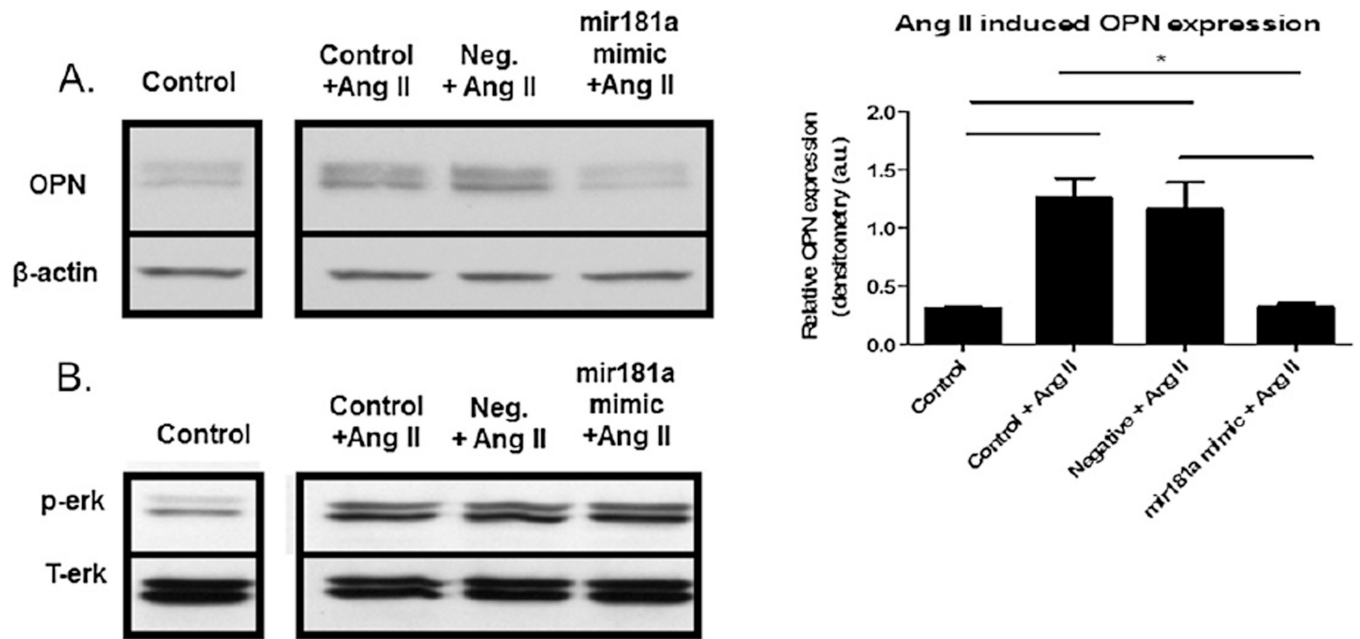 A.
Control
Control
+Ang II
Neg.
+ Ang II
mir181a
mimic
+Ang II
OPN
β-actin
B.
Control
Control
+Ang II
Neg.
+ Ang II
mir181a
mimic
+Ang II
p-erk
T-erk
Ang II induced OPN expression
*
Relative OPN expression
(densitometry (a.u.)
2.0
1.5
1.0
0.5
0.0
Control
Control + Ang II
Negative + Ang II
mir181a mimic + Ang II